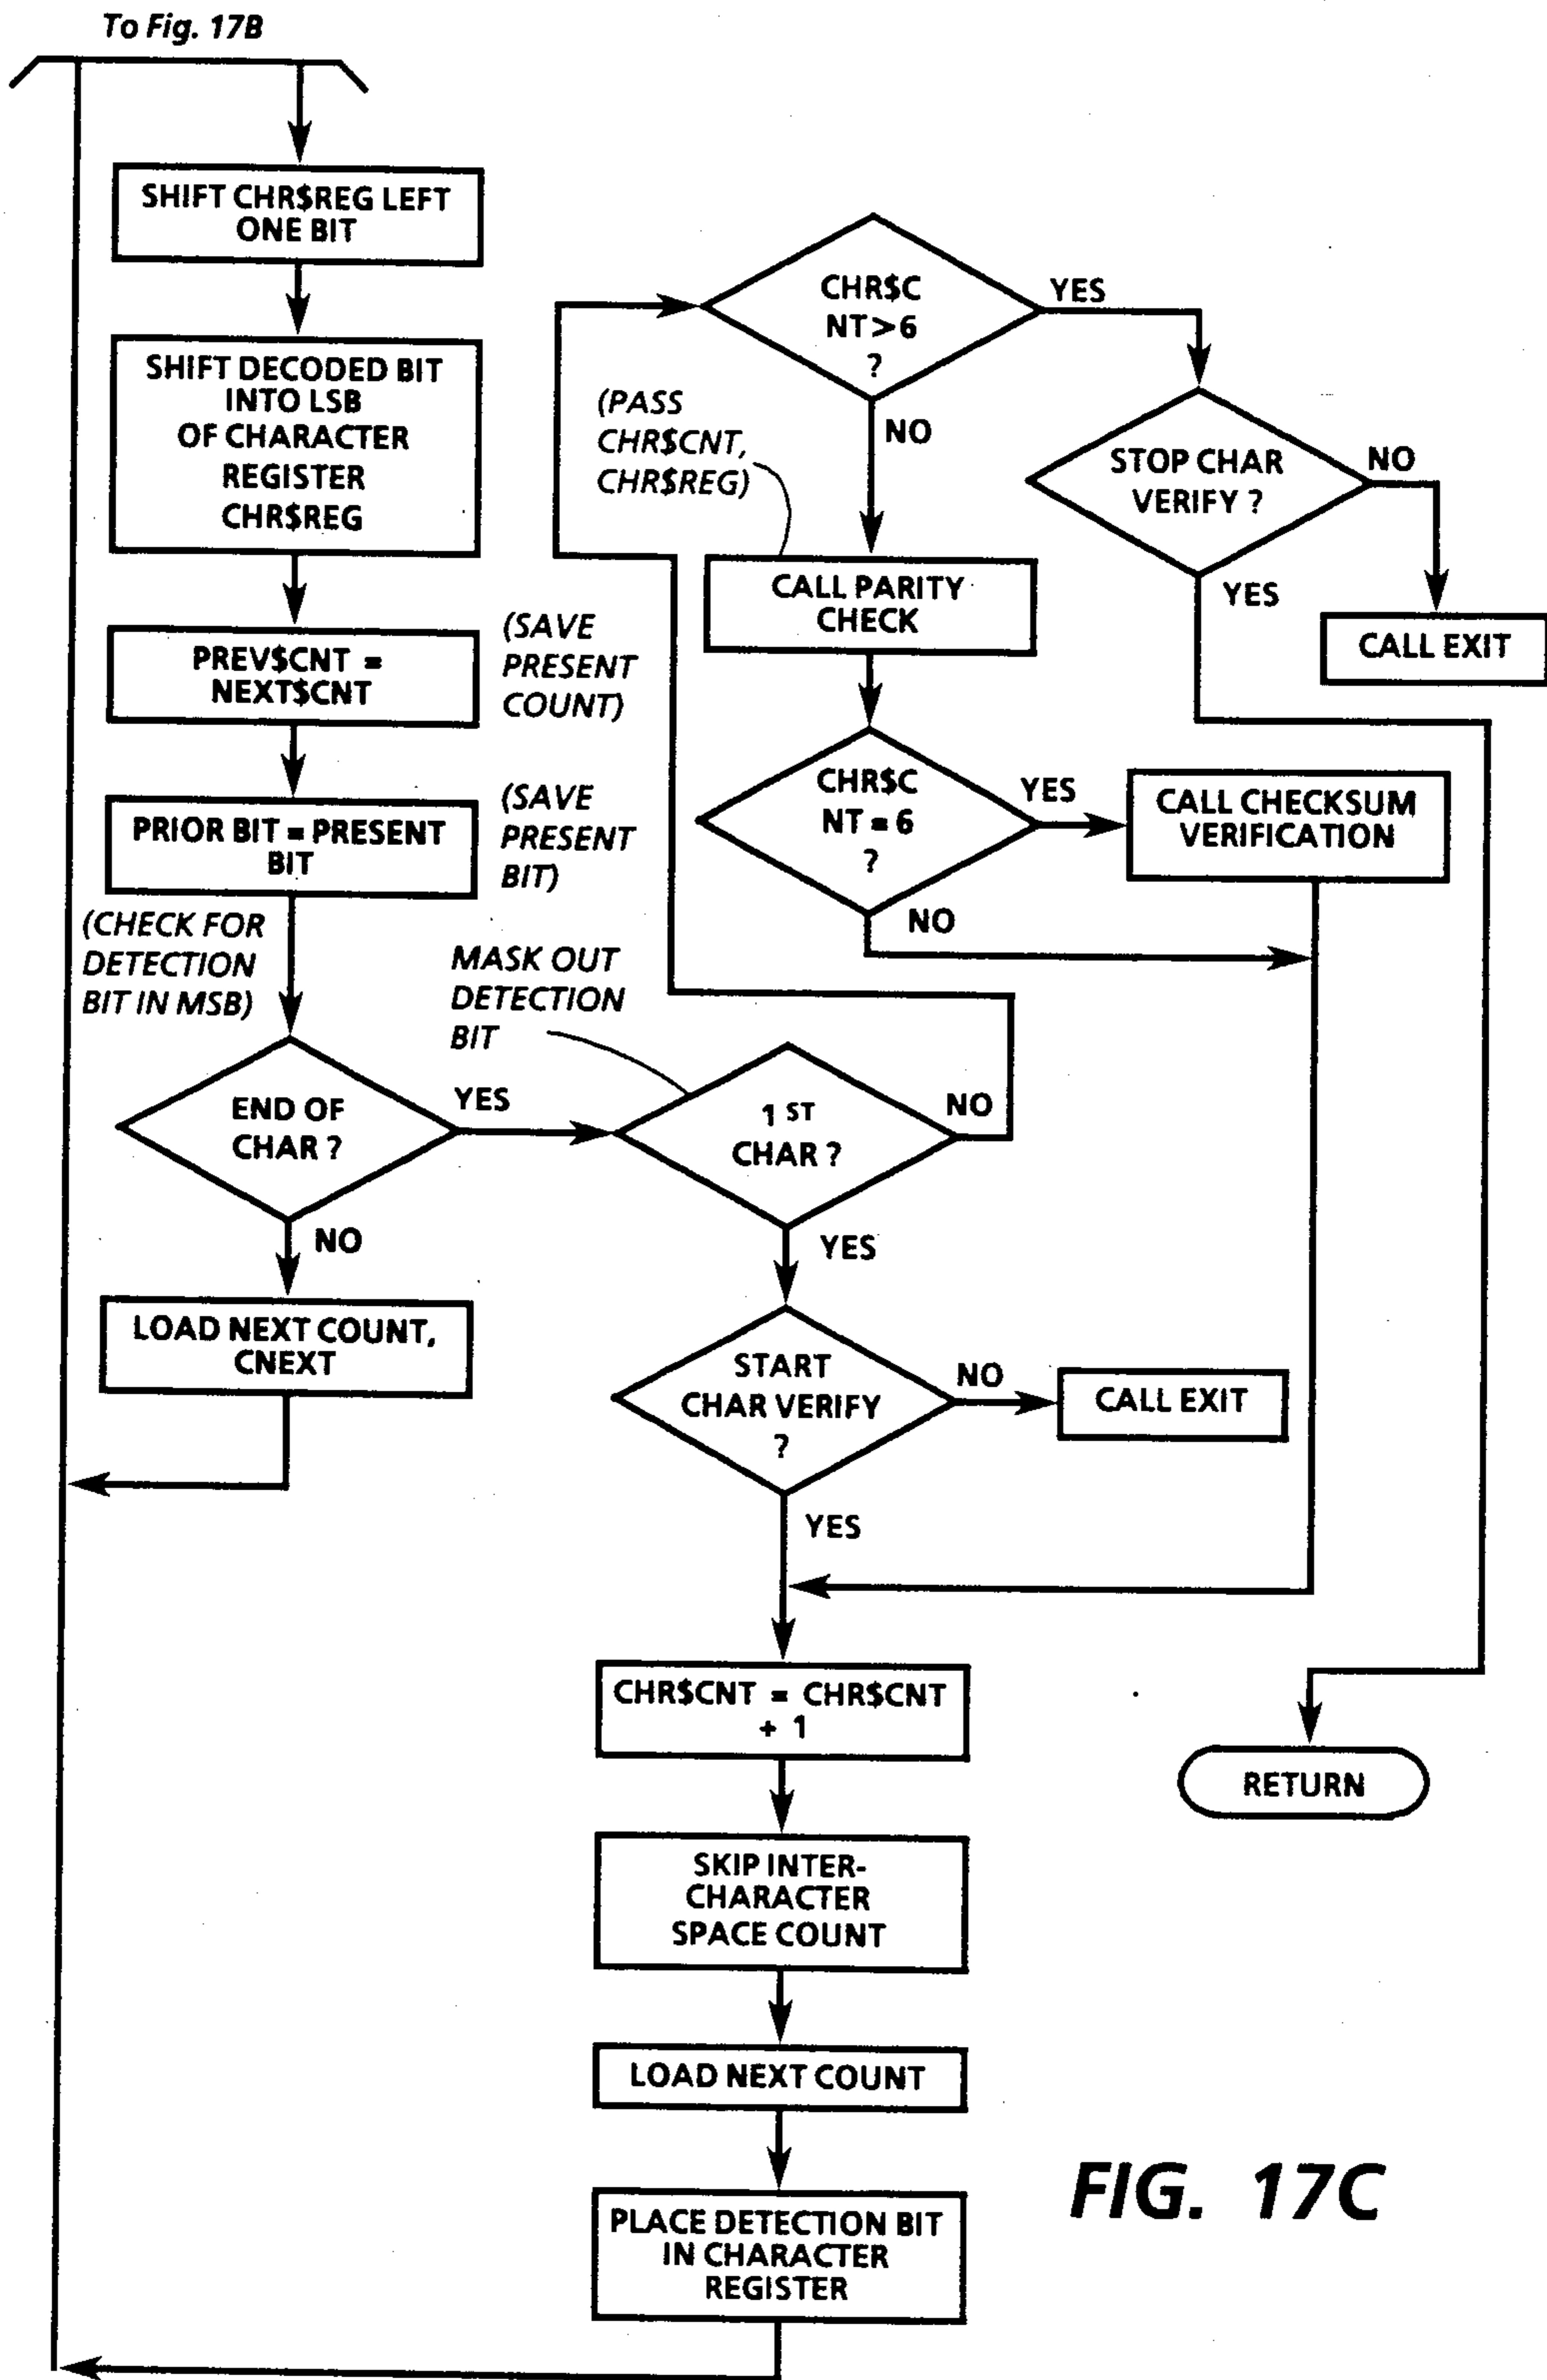 To Fig. 17B
SHIFT CHR$REG LEFT
ONE BIT
SHIFT DECODED BIT
INTO LSB
OF CHARACTER
REGISTER
CHR$REG
PREV$CNT =
NEXT$CNT
(SAVE
PRESENT
COUNT)
PRIOR BIT = PRESENT
BIT
(SAVE
PRESENT
BIT)
(CHECK FOR
DETECTION
BIT IN MSB)
END OF
CHAR ?
YES
NO
LOAD NEXT COUNT,
CNEXT
MASK OUT
DETECTION
BIT
1 ST
CHAR ?
NO
YES
CHR$C
NT > 6
?
YES
NO
(PASS
CHR$CNT,
CHR$REG)
STOP CHAR
VERIFY ?
NO
YES
CALL EXIT
CALL PARITY
CHECK
CHR$C
NT = 6
?
YES
NO
CALL CHECKSUM
VERIFICATION
START
CHAR VERIFY
?
NO
CALL EXIT
YES
CHR$CNT = CHR$CNT
+ 1
RETURN
SKIP INTER-
CHARACTER
SPACE COUNT
LOAD NEXT COUNT
PLACE DETECTION BIT
IN CHARACTER
REGISTER
FIG. 17C